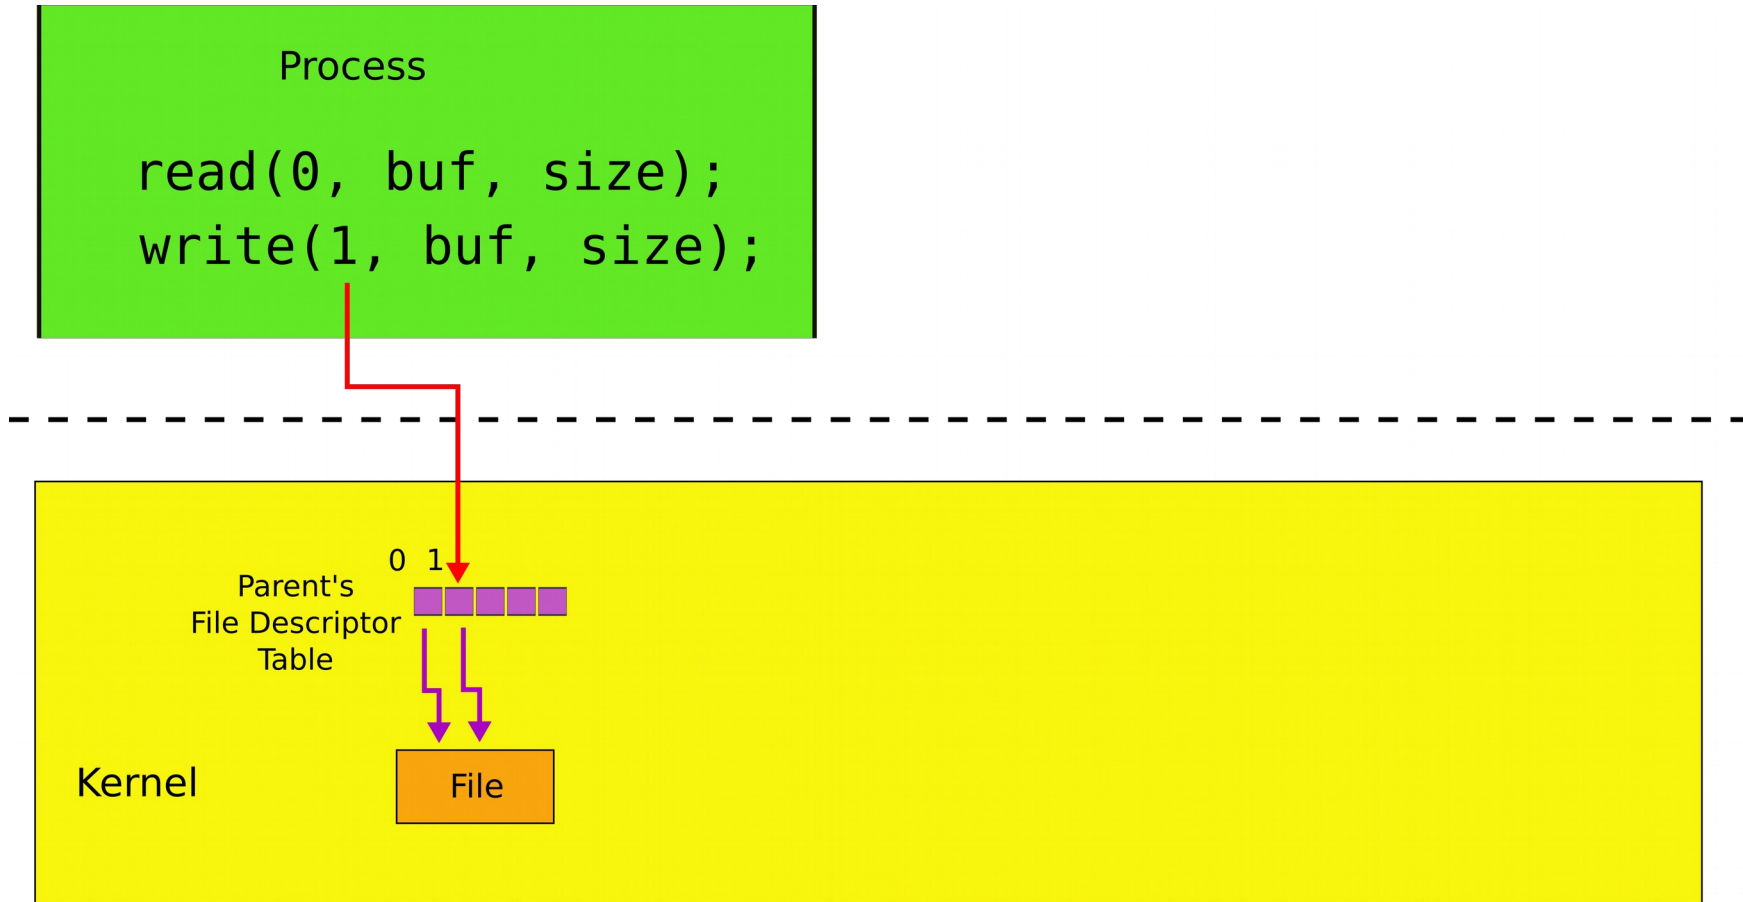 Process
read(0, buf, size);
write(1, buf, size);
0 1
Parent's
File Descriptor
Table
Kernel
File